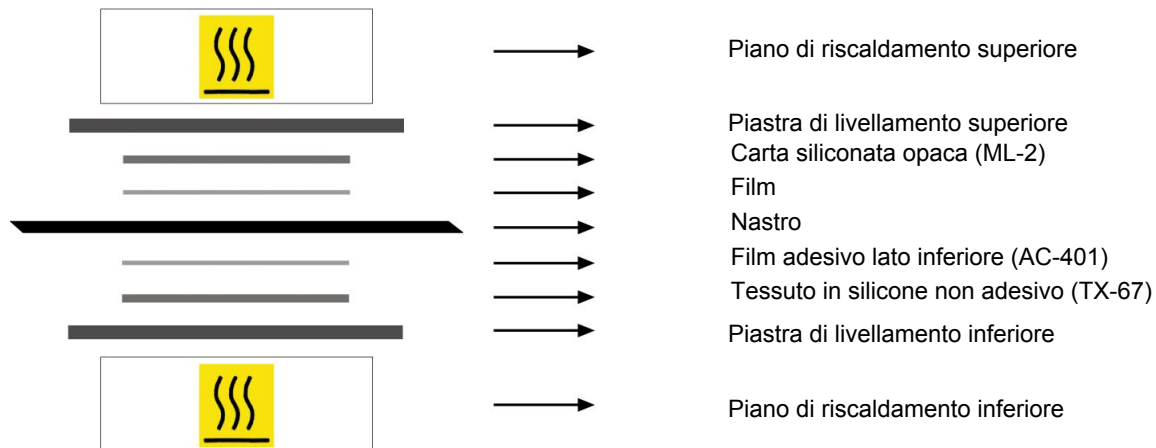 Piano di riscaldamento superiore
Piastra di livellamento superiore
Carta siliconata opaca (ML-2)
Film
Nastro
Film adesivo lato inferiore (AC-401)
Tessuto in silicone non adesivo (TX-67)
Piastra di livellamento inferiore
Piano di riscaldamento inferiore